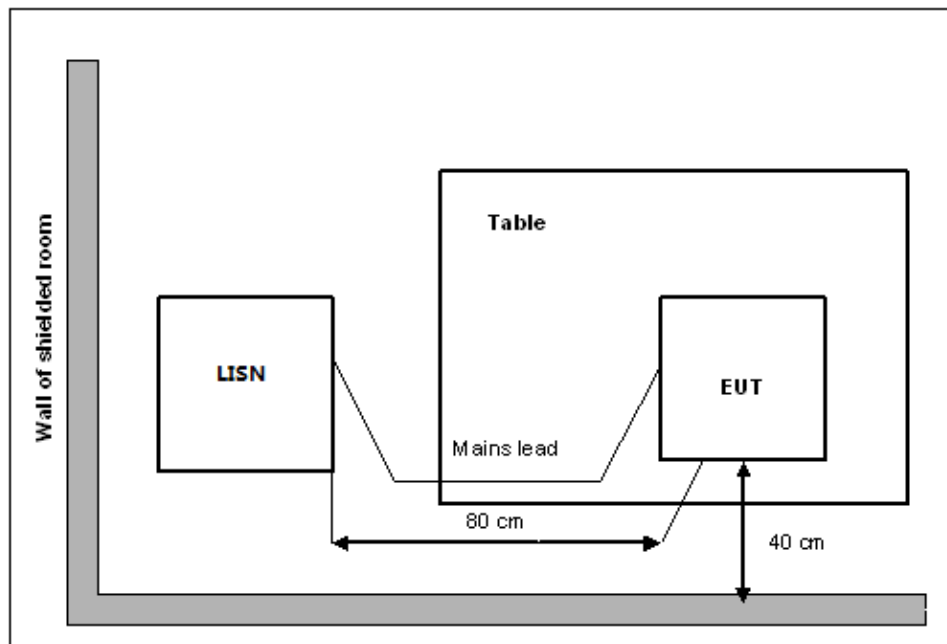 Wall of shielded room
Table
LISN
EUT
Mains lead
80 cm
40 cm